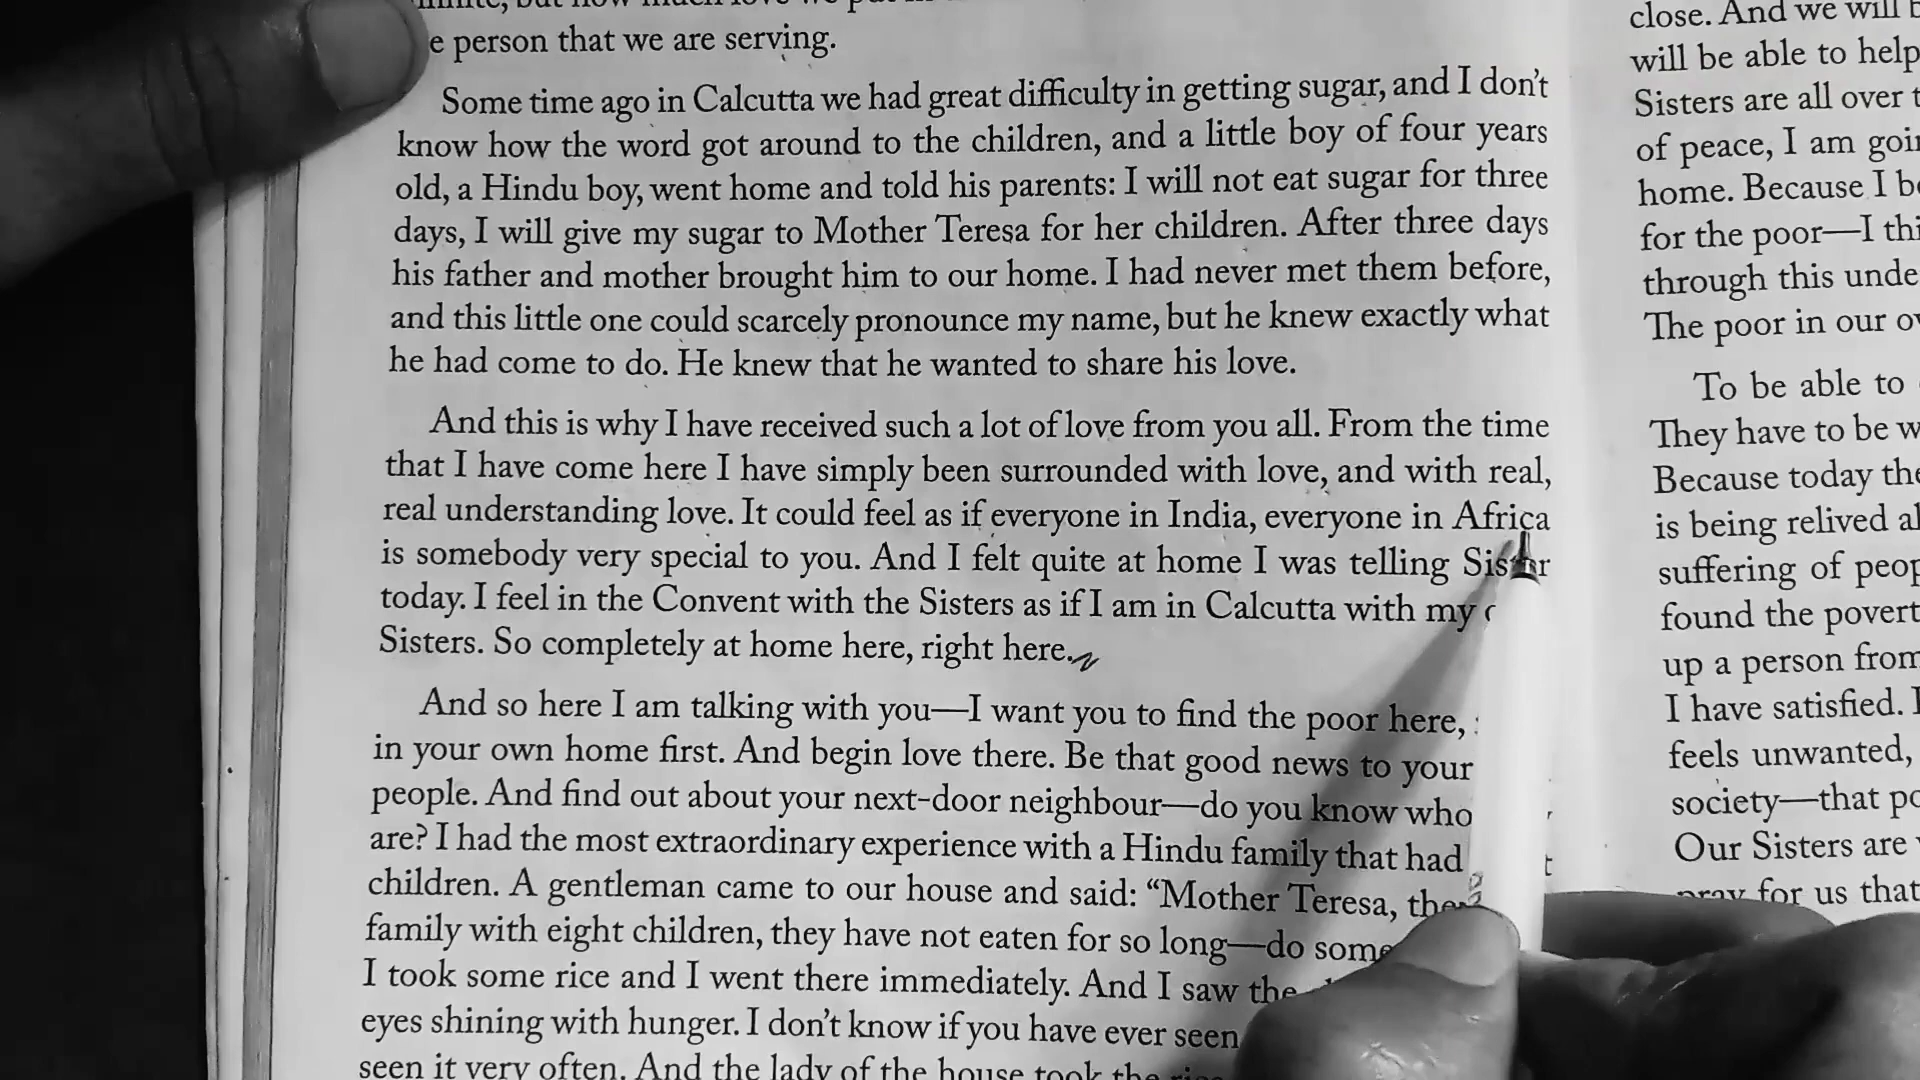 e person that we are serving.
Some time ago in Calcutta we had great difficulty in getting sugar, and I don't
know how the word got around to the children, and a little boy of four years
old, a Hindu boy, went home and told his parents: I will not eat sugar for three
days, I will give my sugar to Mother Teresa for her children. After three days
his father and mother brought him to our home. I had never met them before,
and this little one could scarcely pronounce my name, but he knew exactly what
he had come to do. He knew that he wanted to share his love.
And this is why I have received such a lot of love from you all. From the time
that I have come here I have simply been surrounded with love, and with real,
real understanding love. It could feel as if everyone in India, everyone in Africa
is somebody very special to you. And I felt quite at home I was telling Sister
today. I feel in the Convent with the Sisters as if I am in Calcutta with my
Sisters. So completely at home here, right here.
And so here I am talking with you—I want you to find the poor here,
in your own home first. And begin love there. Be that good news to your
people. And find out about your next-door neighbour—do you know who
are? I had the most extraordinary experience with a Hindu family that had
children. A gentleman came to our house and said: “Mother Teresa,
family with eight children, they have not eaten for so long—do
I took some rice and I went there immediately. And I saw the
eyes shining with hunger. I don't know if you have ever seen
seen it very often. And the lady of the house took the
close. And we will
will be able to help
Sisters are all over
of peace, I am
home. Because I
for the poor—I
through this
The poor in our
To be able to
They have to be
Because today
is being relived
suffering of
found the
up a person from
I have satisfied.
feels unwanted,
society—that
Our Sisters are
pray for us that